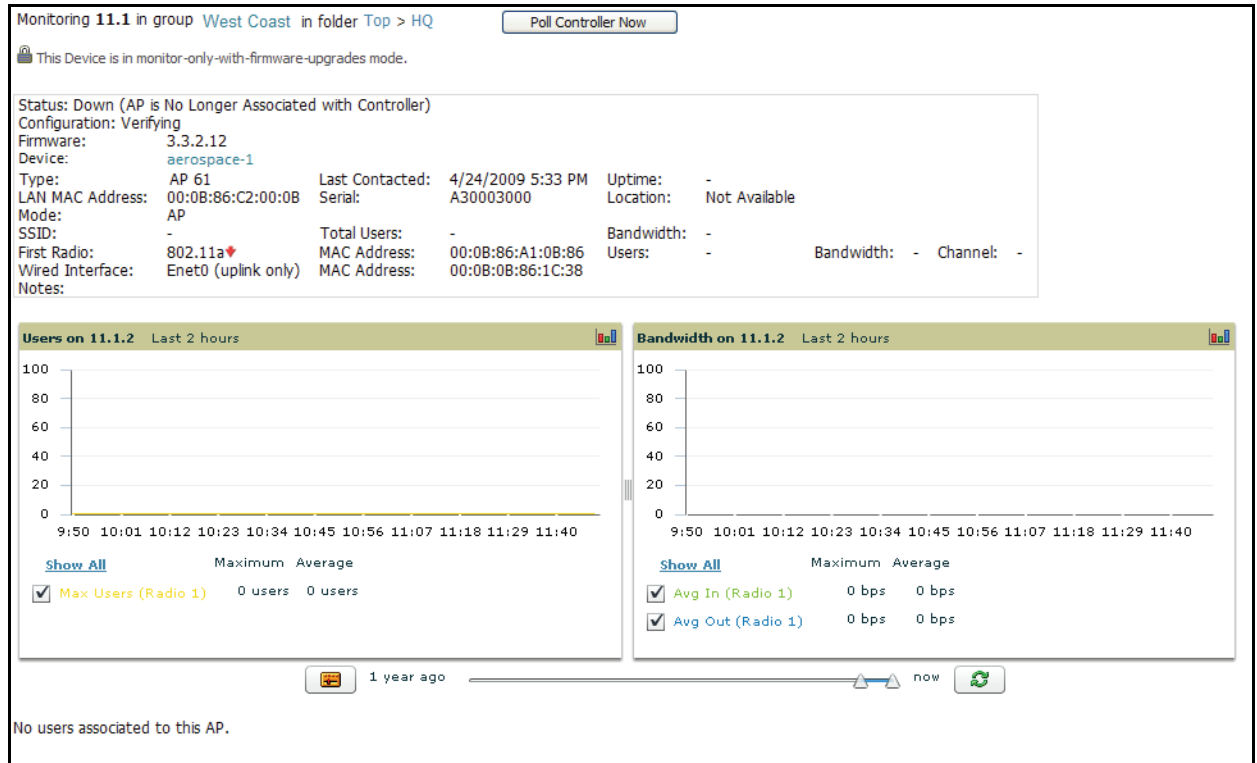 Monitoring 11.1 in group West Coast in folder Top > HQ Poll Controller Now
This Device is in monitor-only-with-firmware-upgrades mode.
Status: Down (AP is No Longer Associated with Controller)
Configuration: Verifying
Firmware: 3.3.2.12
Device: aerospace-1
Type: AP 61 Last Contacted: 4/24/2009 5:33 PM Uptime: -
LAN MAC Address: 00:0B:86:C2:00:0B Serial: A30003000 Location: Not Available
Mode: AP
SSID: - Total Users: - Bandwidth: -
First Radio: 802.11a MAC Address: 00:0B:86:A1:0B:86 Users: - Bandwidth: - Channel: -
Wired Interface: Enet0 (uplink only) MAC Address: 00:0B:0B:86:1C:38
Notes:
Users on 11.1.2 Last 2 hours
100
80
60
40
20
0
9:50 10:01 10:12 10:23 10:34 10:45 10:56 11:07 11:18 11:29 11:40
Show All Maximum Average
Max Users (Radio 1) 0 users 0 users
Bandwidth on 11.1.2 Last 2 hours
100
80
60
40
20
0
9:50 10:01 10:12 10:23 10:34 10:45 10:56 11:07 11:18 11:29 11:40
Show All Maximum Average
Avg In (Radio 1) 0 bps 0 bps
Avg Out (Radio 1) 0 bps 0 bps
1 year ago now
No users associated to this AP.